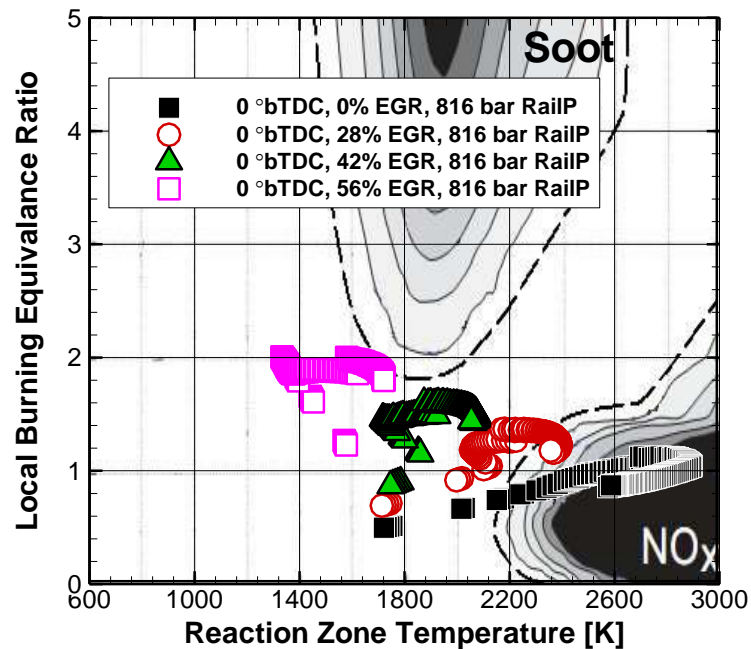 5
Soot
0 °bTDC, 0% EGR, 816 bar RailP
0 °bTDC, 28% EGR, 816 bar RailP
0 °bTDC, 42% EGR, 816 bar RailP
0 °bTDC, 56% EGR, 816 bar RailP
4
3
2
1
0
Local Burning Equivalance Ratio
NOx
600 1000 1400 1800 2200 2600 3000
Reaction Zone Temperature [K]